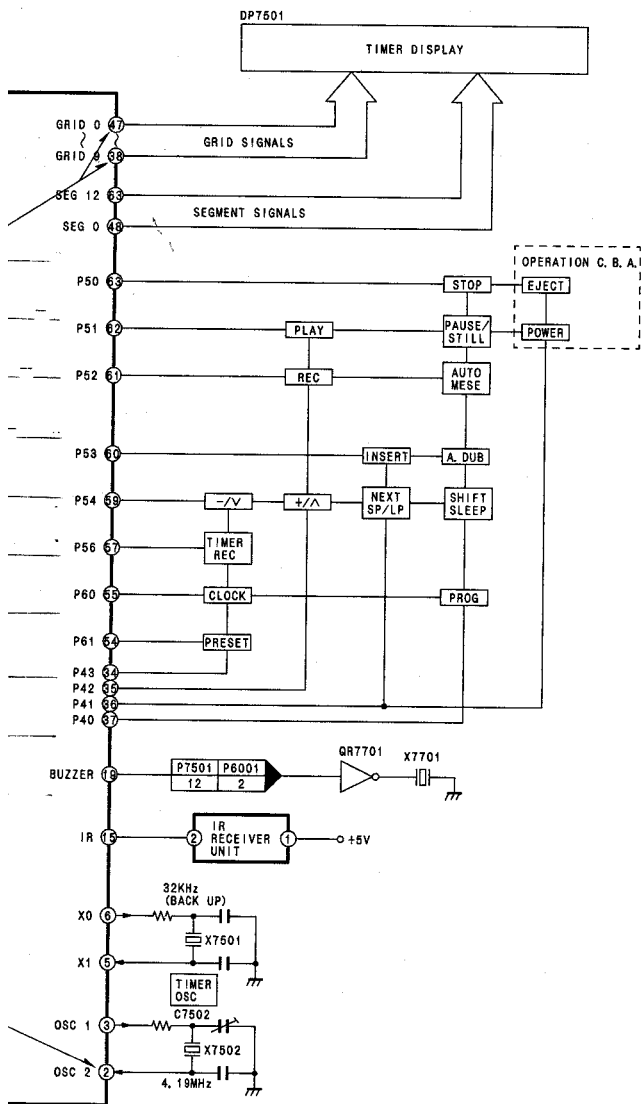 DP7501
TIMER DISPLAY
GRID 0 47
GRID SIGNALS
GRID 9 38
SEG 12 63
SEGMENT SIGNALS
SEG 0 48
OPERATION C.B.A.
P50 63 STOP EJECT
P51 62 PLAY PAUSE/ STILL POWER
P52 61 REC AUTO MESE
P53 60 INSERT A.DUB
P54 59 -/V +/Λ NEXT SP/LP SHIFT SLEEP
P56 57 TIMER REC
P60 55 CLOCK PROG
P61 54 PRESET
P43 34
P42 35
P41 36
P40 37
QR7701 X7701
BUZZER 19 P7501 P6001
12 2
IR 15 2 IR RECEIVER UNIT 1 +5V
32KHz
(BACK UP)
X0 6
X7501
X1 5
TIMER
OSC
C7502
OSC 1 3
X7502
OSC 2 2
4.19MHz